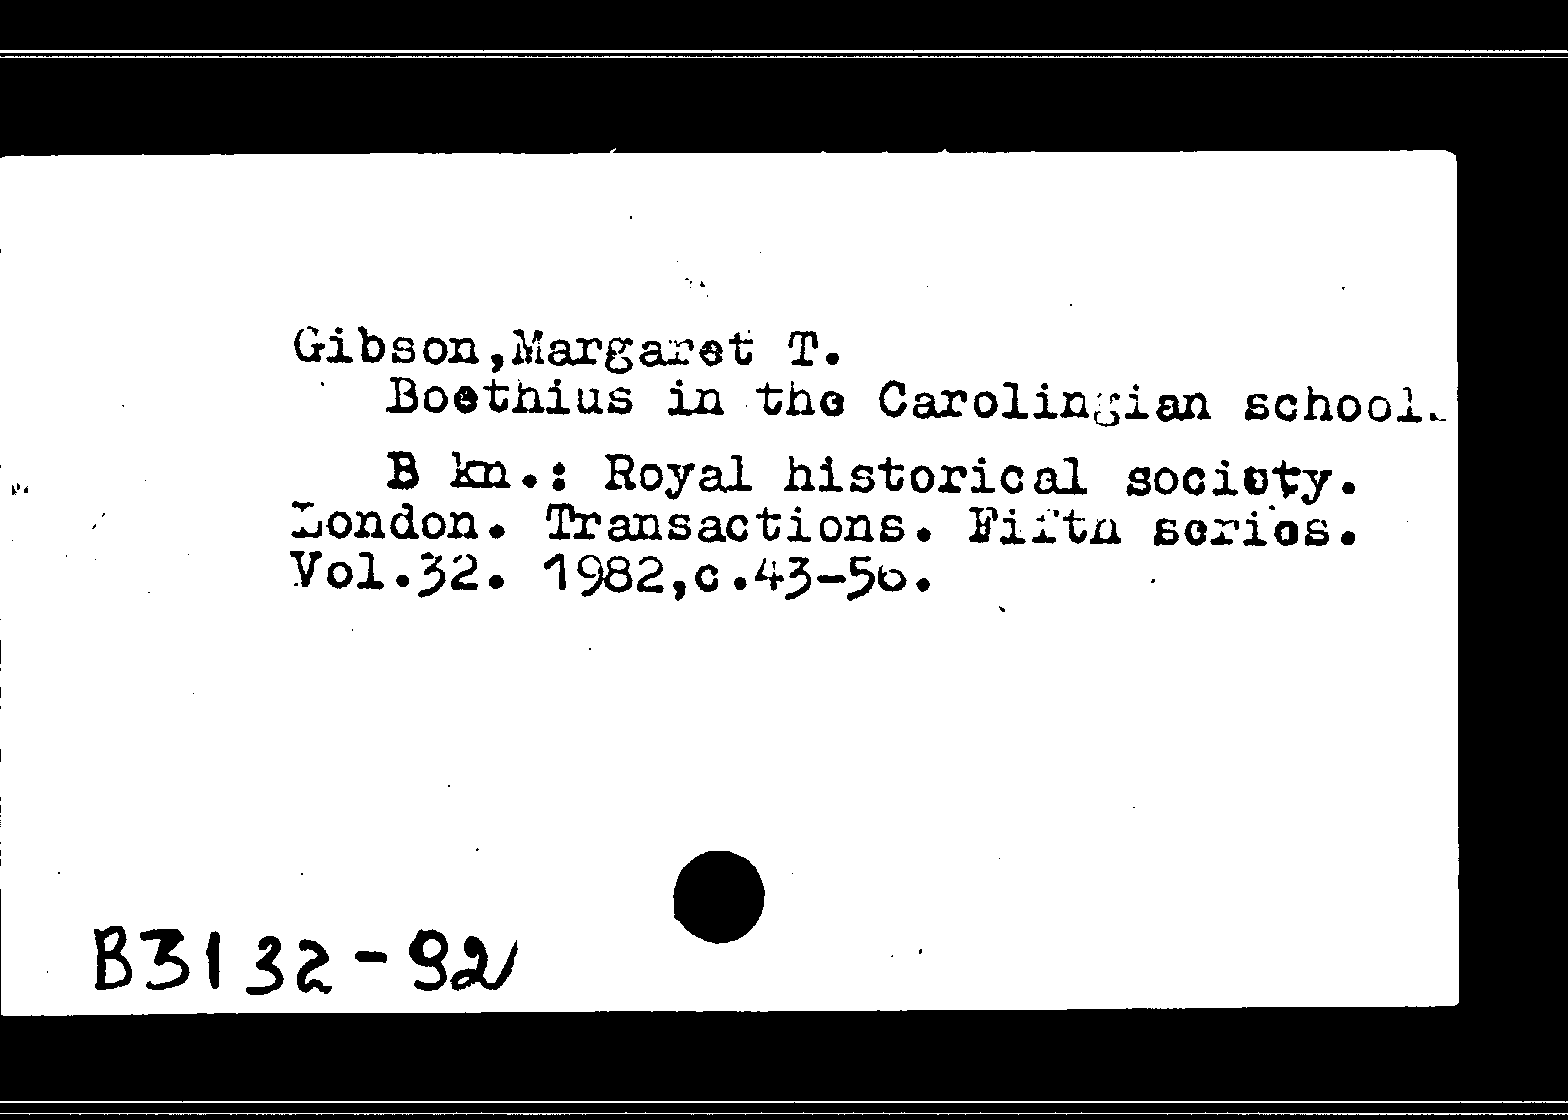 Gibson,Margaret T.
Boethius in the Carolingian school.
B kn.: Royal historical society.
London. Transactions. Fifth series.
Vol.32. 1982,c.43-56.
B3132-92